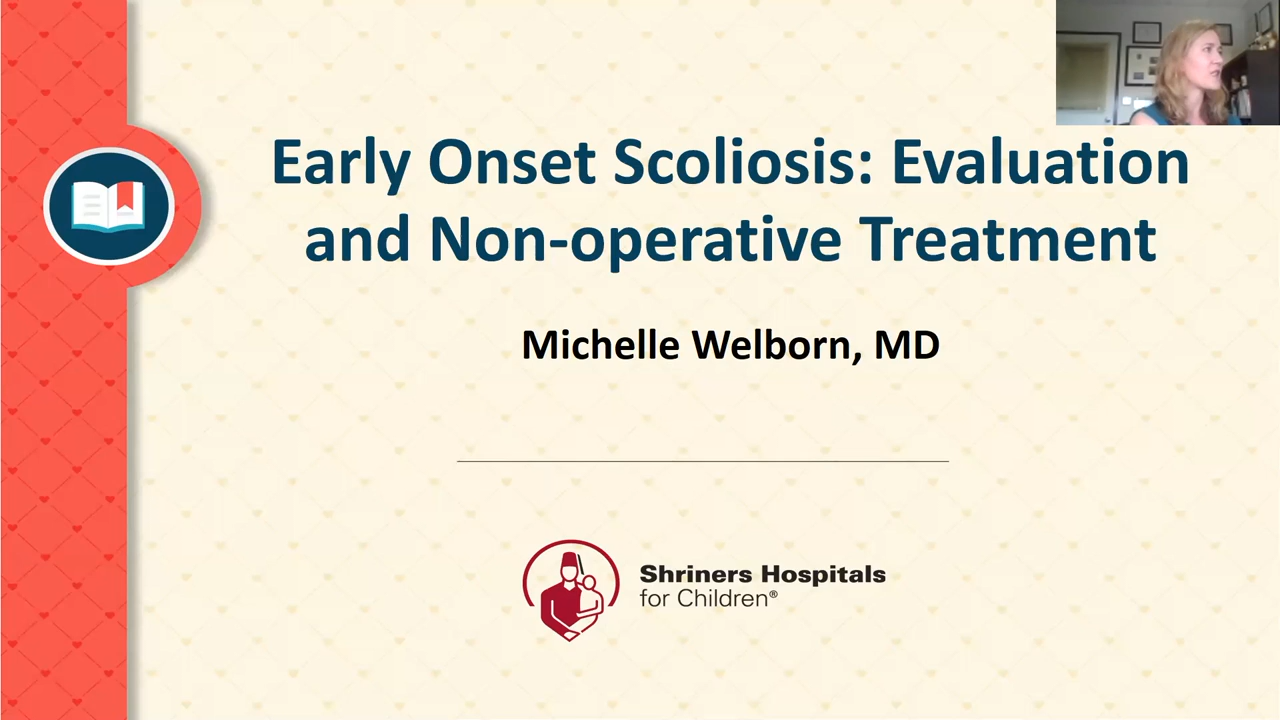 Early Onset Scoliosis: Evaluation
and Non-operative Treatment
Michelle Welborn, MD
Shriners Hospitals
for Children®